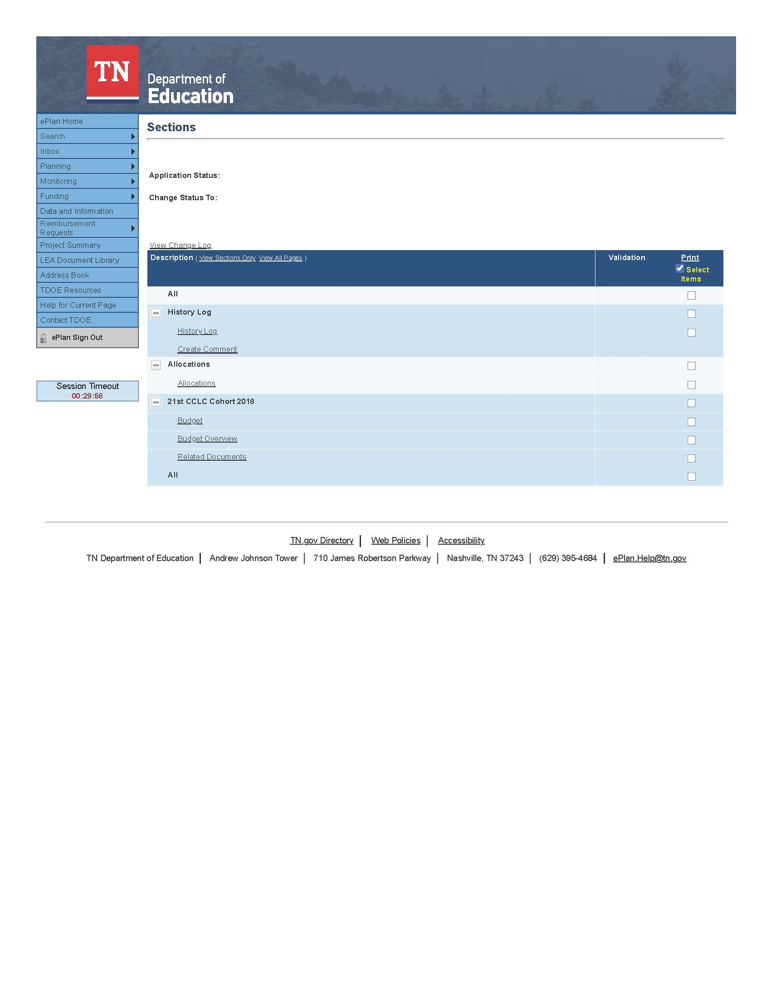 TN
Department of
Education
ePlan Home
Search
Inbox
Planning
Monitoring
Funding
Data and Information
Reimbursement
Requests
Project Summary
LEA Document Library
Address Book
TDOE Resources
Help for Current Page
Contact TDOE
ePlan Sign Out
Session Timeout
00:29:58
Sections
Application Status:
Change Status To:
View Change Log
Description ( View Sections Only View All Pages ) Validation Print
Select
Items
All
History Log
History Log
Create Comment
Allocations
Allocations
21st CCLC Cohort 2018
Budget
Budget Overview
Related Documents
All
TN.gov Directory | Web Policies | Accessibility
TN Department of Education | Andrew Johnson Tower | 710 James Robertson Parkway | Nashville, TN 37243 | (629) 395-4684 | ePlan.Help@tn.gov